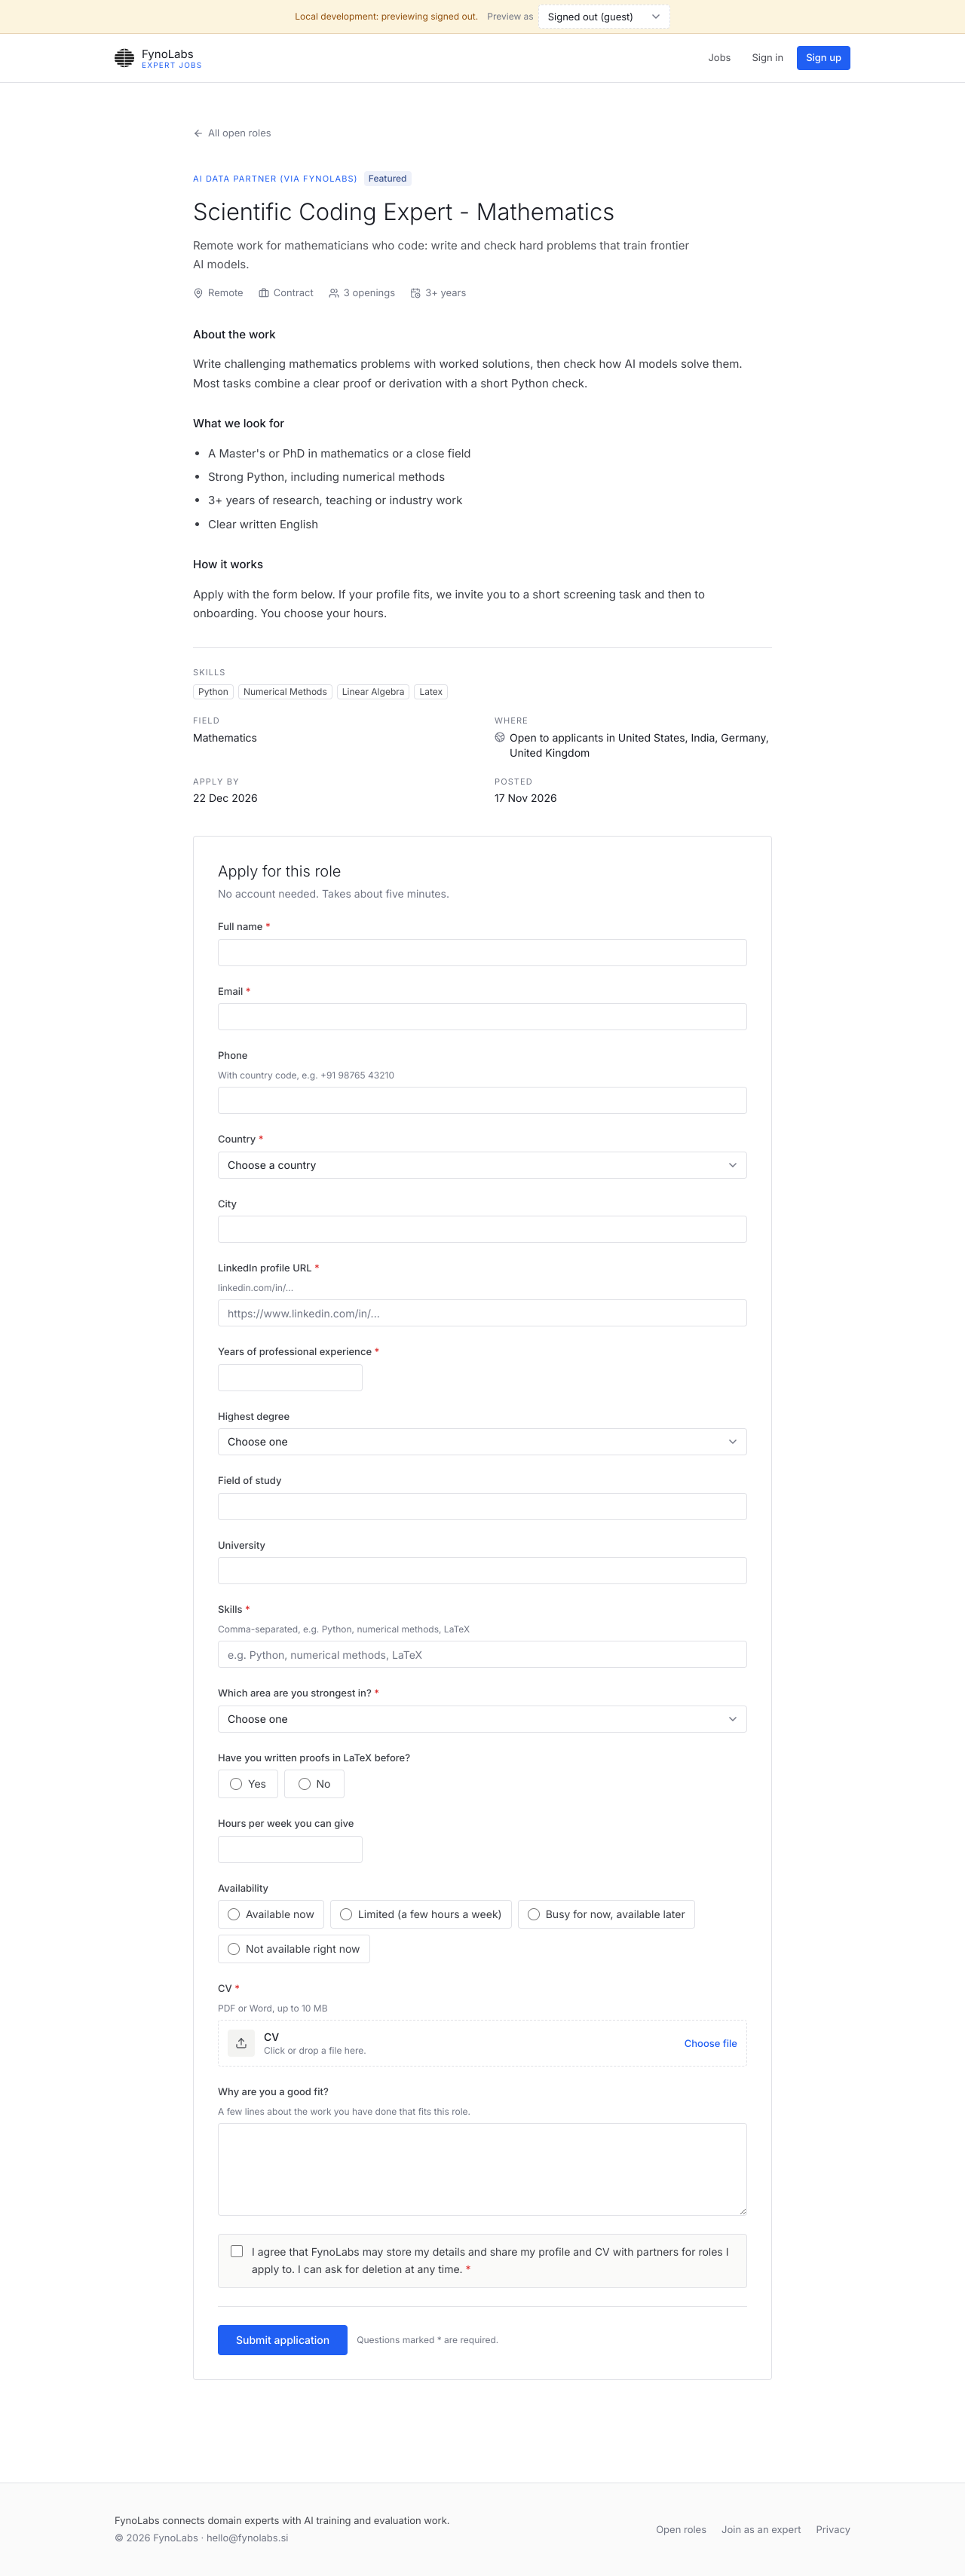 Local development: previewing signed out. Preview as Signed out (guest)
FynoLabs
EXPERT JOBS
Jobs Sign in Sign up
All open roles
AI DATA PARTNER (VIA FYNOLABS) Featured
Scientific Coding Expert - Mathematics
Remote work for mathematicians who code: write and check hard problems that train frontier
AI models.
Remote Contract 3 openings 3+ years
About the work
Write challenging mathematics problems with worked solutions, then check how AI models solve them.
Most tasks combine a clear proof or derivation with a short Python check.
What we look for
• A Master's or PhD in mathematics or a close field
• Strong Python, including numerical methods
• 3+ years of research, teaching or industry work
• Clear written English
How it works
Apply with the form below. If your profile fits, we invite you to a short screening task and then to
onboarding. You choose your hours.
SKILLS
Python Numerical Methods Linear Algebra Latex
FIELD
Mathematics
WHERE
Open to applicants in United States, India, Germany,
United Kingdom
APPLY BY
22 Dec 2026
POSTED
17 Nov 2026
Apply for this role
No account needed. Takes about five minutes.
Full name *
Email *
Phone
With country code, e.g. +91 98765 43210
Country *
Choose a country
City
LinkedIn profile URL *
linkedin.com/in/...
https://www.linkedin.com/in/...
Years of professional experience *
Highest degree
Choose one
Field of study
University
Skills *
Comma-separated, e.g. Python, numerical methods, LaTeX
e.g. Python, numerical methods, LaTeX
Which area are you strongest in? *
Choose one
Have you written proofs in LaTeX before?
Yes No
Hours per week you can give
Availability
Available now Limited (a few hours a week) Busy for now, available later
Not available right now
CV *
PDF or Word, up to 10 MB
CV
Click or drop a file here.
Choose file
Why are you a good fit?
A few lines about the work you have done that fits this role.
I agree that FynoLabs may store my details and share my profile and CV with partners for roles I
apply to. I can ask for deletion at any time. *
Submit application Questions marked * are required.
FynoLabs connects domain experts with AI training and evaluation work.
© 2026 FynoLabs · hello@fynolabs.si
Open roles Join as an expert Privacy